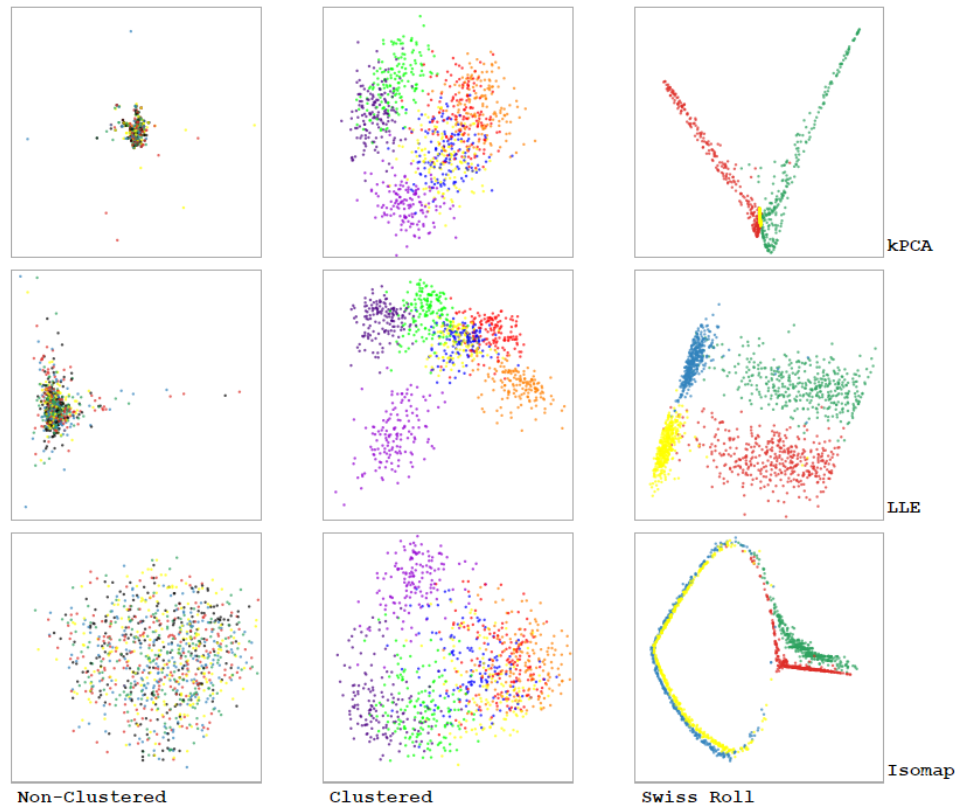 kPCA
LLE
Isomap
Non-Clustered
Clustered
Swiss Roll